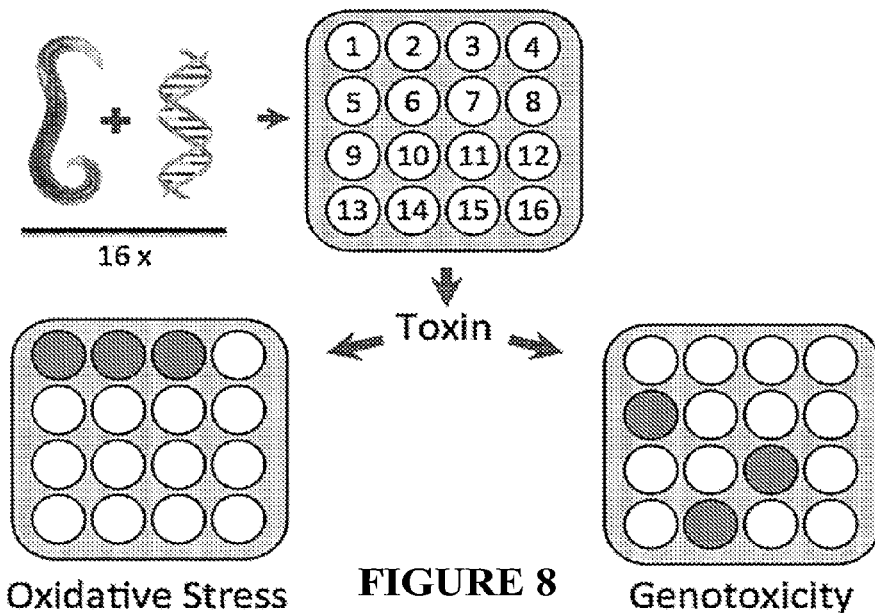 1 2 3 4
+
5 6 7 8
9 10 11 12
13 14 15 16
16 x
Toxin
Oxidative Stress
FIGURE 8
Genotoxicity